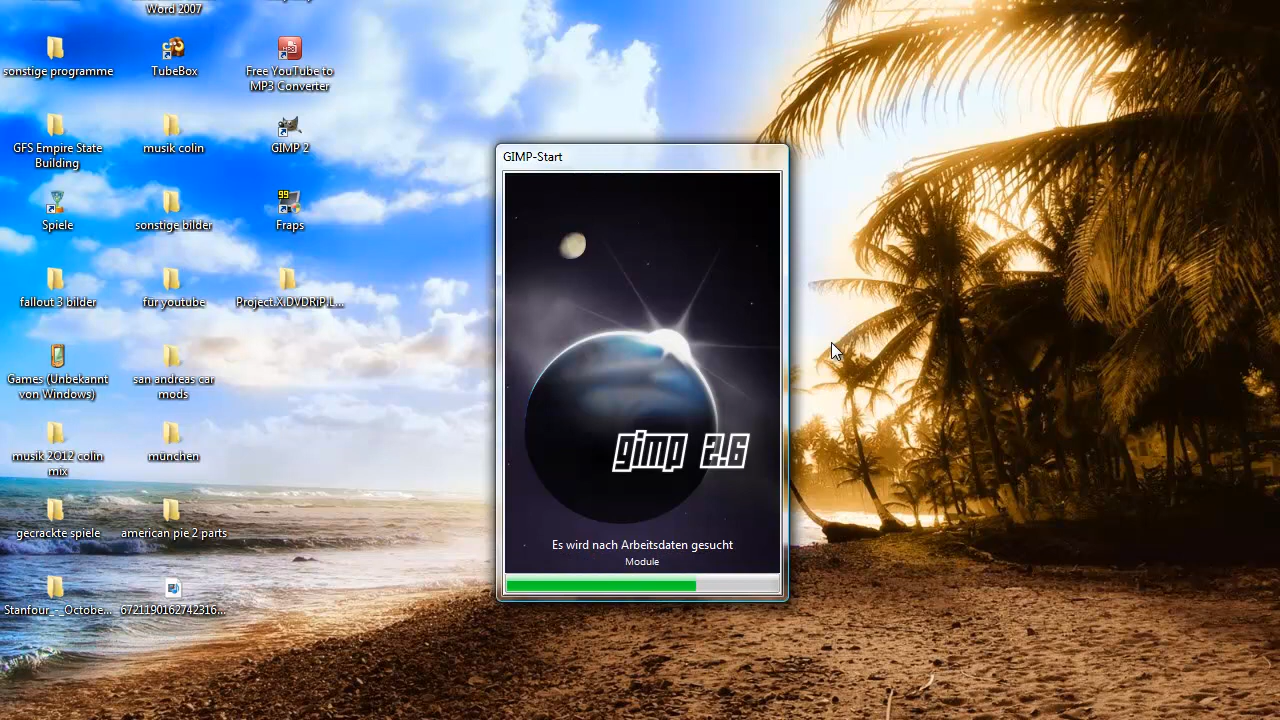 Word 2007
sonstige programme
TubeBox
Free YouTube to
MP3 Converter
GFS Empire State
Building
musik colin
GIMP 2
Spiele
sonstige bilder
99
Fraps
fallout 3 bilder
für youtube
Project.X.DVDRiP.L...
Games (Unbekannt
von Windows)
san andreas car
mods
musik 2012 colin
mix
münchen
gecrackte spiele
american pie 2 parts
Stanfour_-_Octobe...
6721190162742316...
GIMP-Start
gimp 2.6
Es wird nach Arbeitsdaten gesucht
Module